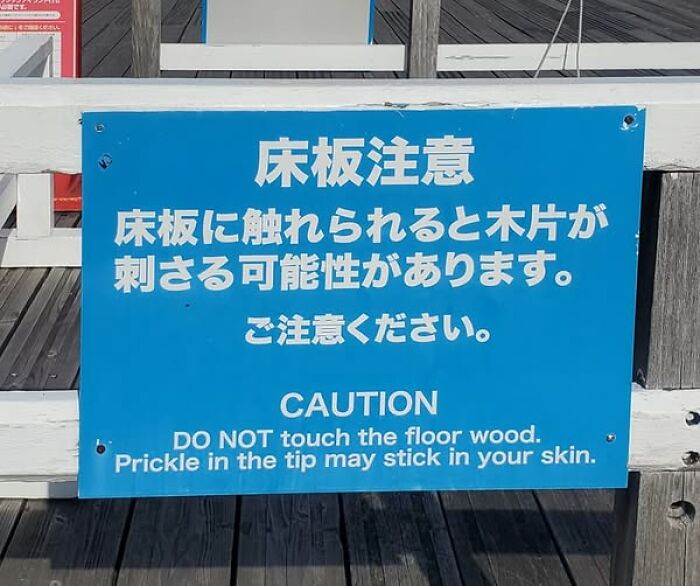 床板注意
床板に触れられると木片が
刺さる可能性があります。
ご注意ください。
CAUTION
DO NOT touch the floor wood.
Prickle in the tip may stick in your skin.